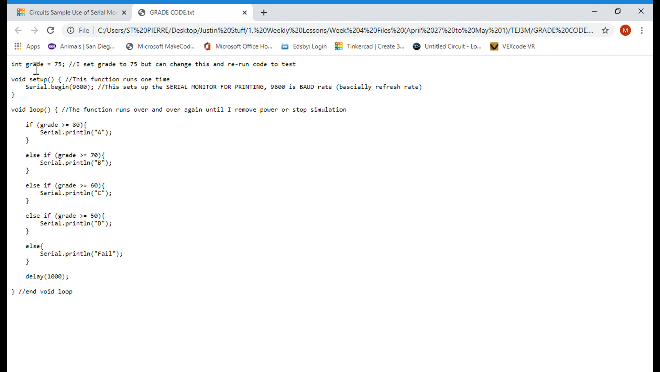 Circuits Sample Use of Serial Mo
GRADE CODE.txt
File | C:/Users/ST%20PIERRE/Desktop/Justin%20Stuff/1.%20Weekly%20Lessons/Week%204%20Files%20(April%2027%20to%20May%201)/TEJ3M/GRADE%20CODE...
M
Apps
Animals | San Dieg...
Microsoft MakeCod...
Microsoft Office Ho...
Edsby: Login
Tinkercad | Create 3...
Untitled Circuit - Lo...
VEXcode VR
int grade = 75; //I set grade to 75 but can change this and re-run code to test
void setup() { //This function runs one time
Serial.begin(9600); //This sets up the SERIAL MONITOR FOR PRINTING, 9600 is BAUD rate (bascially refresh rate)
}
void loop() { //The function runs over and over again until I remove power or stop simulation
if (grade >= 80){
Serial.println("A");
}
else if (grade >= 70){
Serial.println("B");
}
else if (grade >= 60){
Serial.println("C");
}
else if (grade >= 50){
Serial.println("D");
}
else{
Serial.println("Fail");
}
delay(1000);
} //end void loop